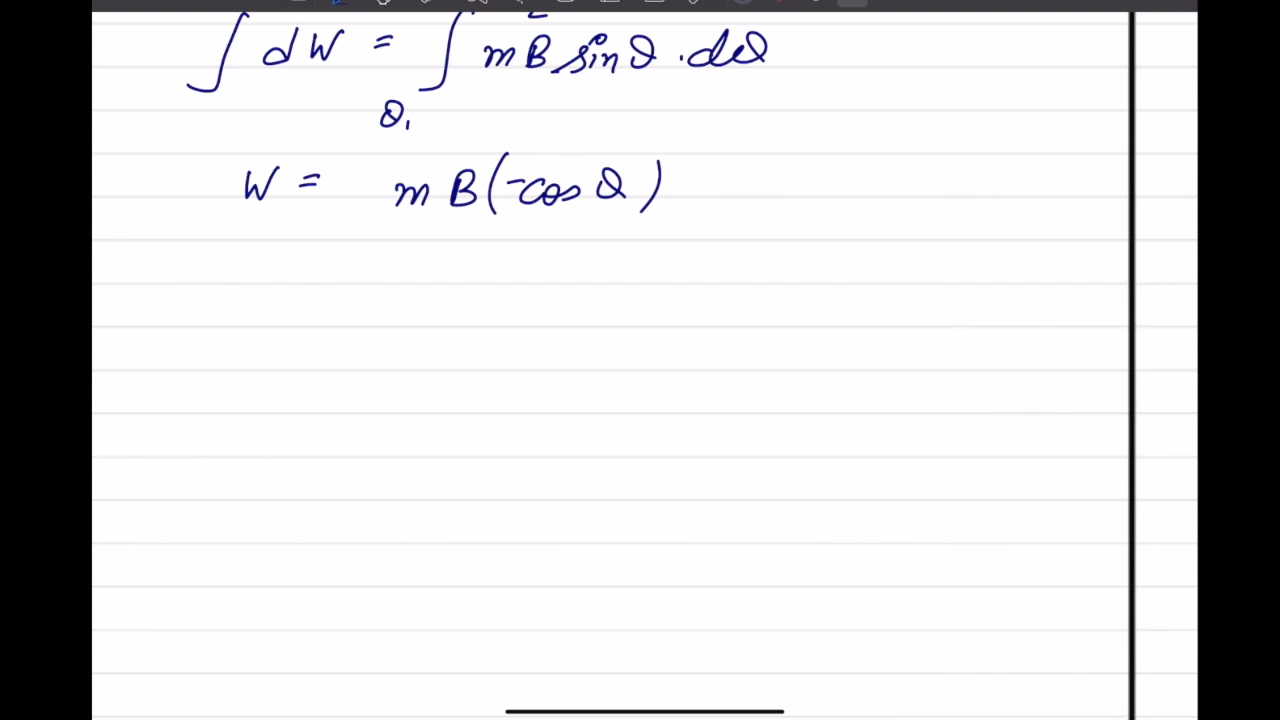 ∫ dW = ∫ mB sinθ . dθ
θ₁
W = mB(-cosθ)